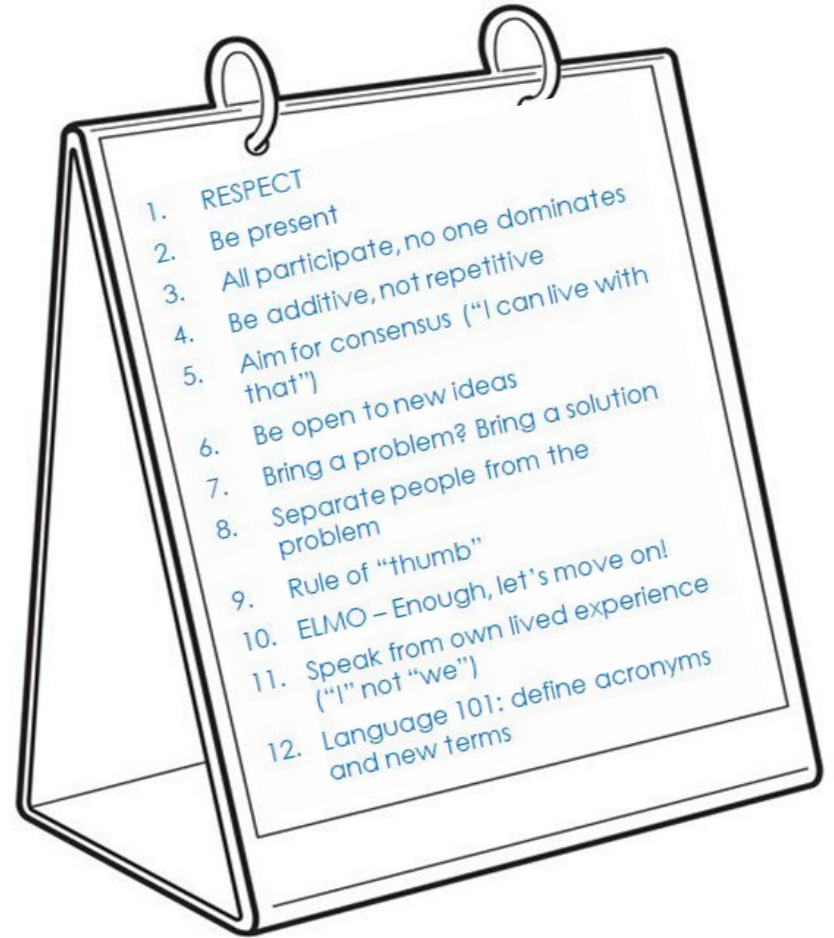 1. RESPECT
2. Be present
3. All participate, no one dominates
4. Be additive, not repetitive
5. Aim for consensus (“I can live with
that”)
6. Be open to new ideas
7. Bring a problem? Bring a solution
8. Separate people from the
problem
9. Rule of “thumb”
10. ELMO – Enough, let’s move on!
11. Speak from own lived experience
(“I” not “we”)
12. Language 101: define acronyms
and new terms